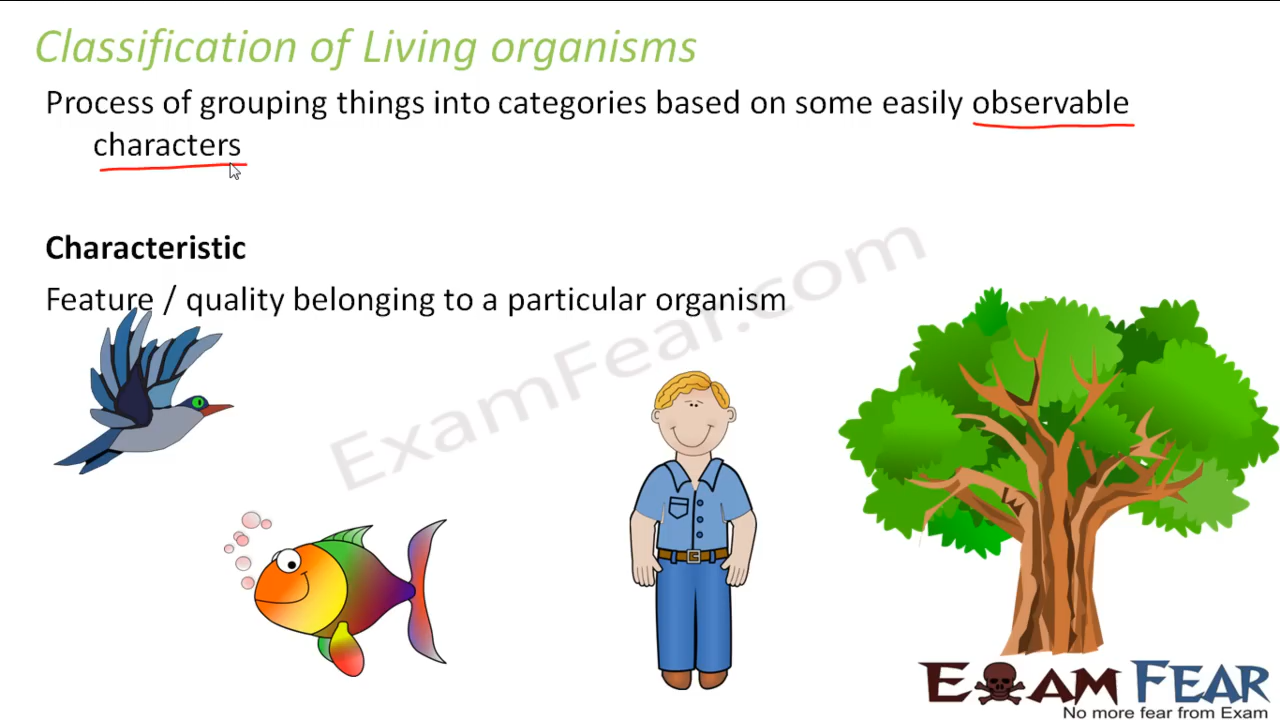 Classification of Living organisms
Process of grouping things into categories based on some easily observable
characters
Characteristic
Feature / quality belonging to a particular organism
ExamFear.com
EXAM FEAR
No more fear from Exam